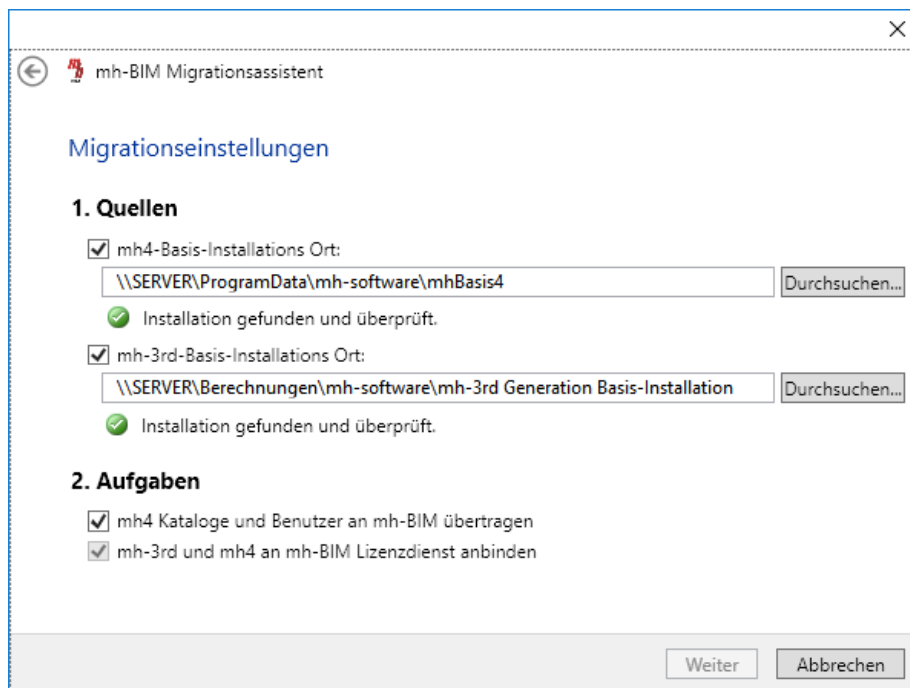 mh-BIM Migrationsassistent
Migrationseinstellungen
1. Quellen
mh4-Basis-Installations Ort:
\\SERVER\ProgramData\mh-software\mhBasis4
Durchsuchen...
Installation gefunden und überprüft.
mh-3rd-Basis-Installations Ort:
\\SERVER\Berechnungen\mh-software\mh-3rd Generation Basis-Installation
Durchsuchen...
Installation gefunden und überprüft.
2. Aufgaben
mh4 Kataloge und Benutzer an mh-BIM übertragen
mh-3rd und mh4 an mh-BIM Lizenzdienst anbinden
Weiter
Abbrechen